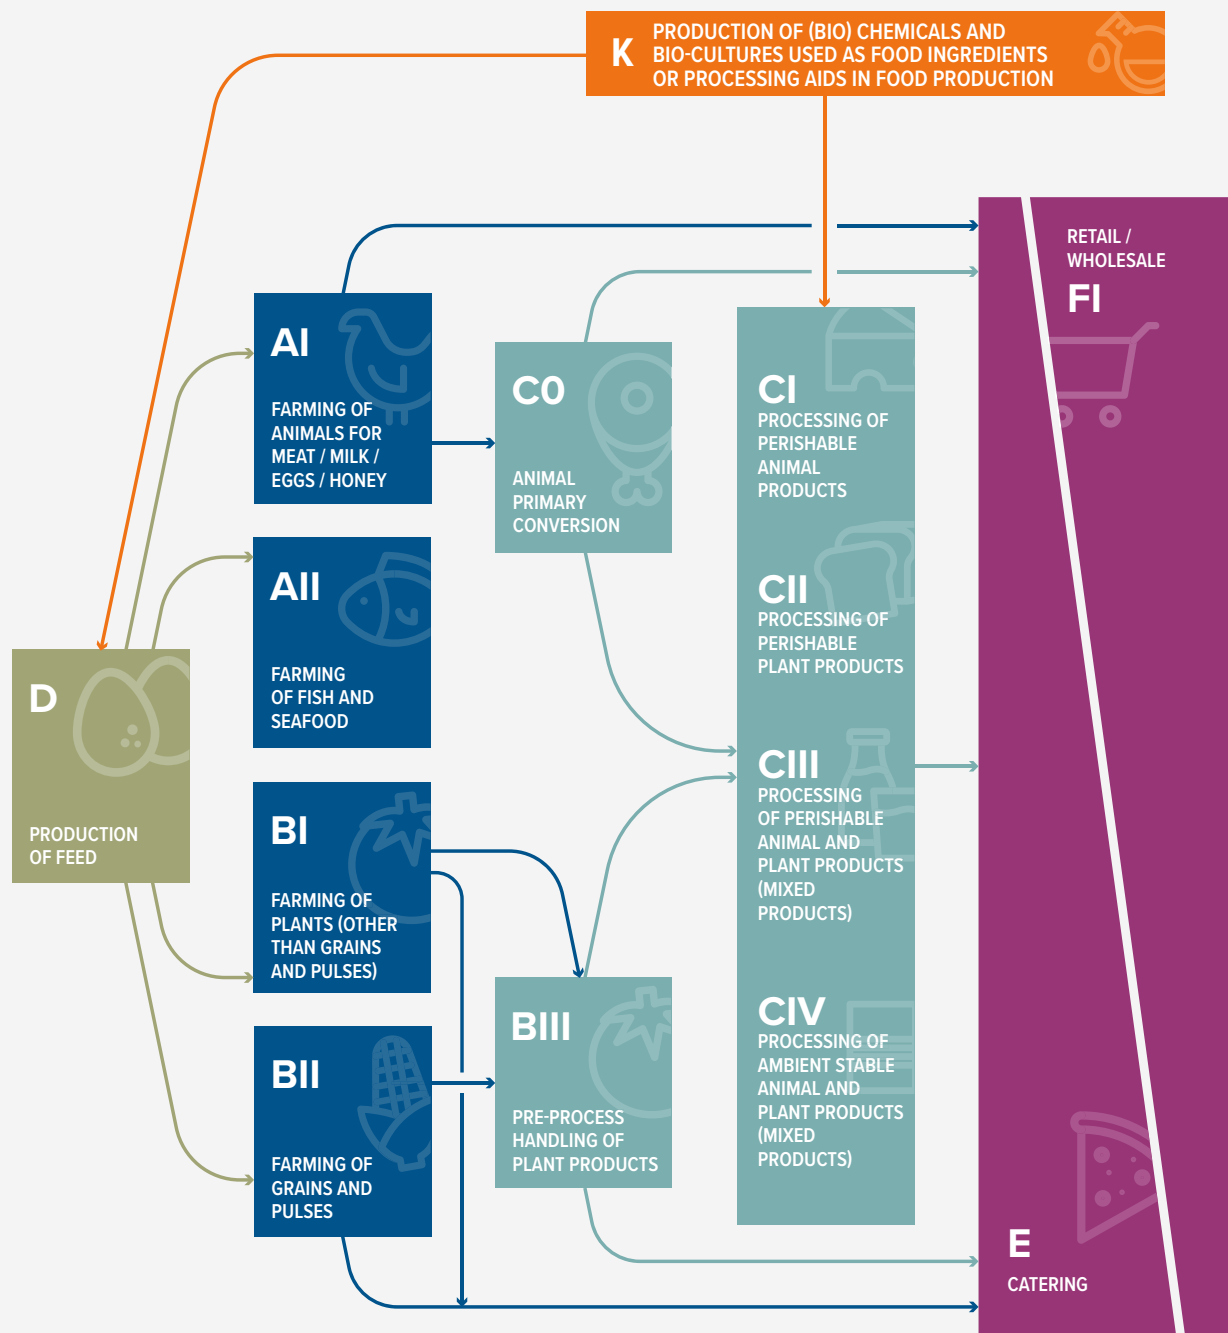 K
PRODUCTION OF (BIO) CHEMICALS AND
BIO-CULTURES USED AS FOOD INGREDIENTS
OR PROCESSING AIDS IN FOOD PRODUCTION
RETAIL /
WHOLESALE
FI
AI
FARMING OF
ANIMALS FOR
MEAT / MILK /
EGGS / HONEY
C0
ANIMAL
PRIMARY
CONVERSION
CI
PROCESSING OF
PERISHABLE
ANIMAL
PRODUCTS
AII
FARMING
OF FISH AND
SEAFOOD
CII
PROCESSING OF
PERISHABLE
PLANT PRODUCTS
D
PRODUCTION
OF FEED
BI
FARMING OF
PLANTS (OTHER
THAN GRAINS
AND PULSES)
CIII
PROCESSING
OF PERISHABLE
ANIMAL AND
PLANT PRODUCTS
(MIXED
PRODUCTS)
BII
FARMING OF
GRAINS AND
PULSES
BIII
PRE-PROCESS
HANDLING OF
PLANT PRODUCTS
CIV
PROCESSING OF
AMBIENT STABLE
ANIMAL AND
PLANT PRODUCTS
(MIXED
PRODUCTS)
E
CATERING